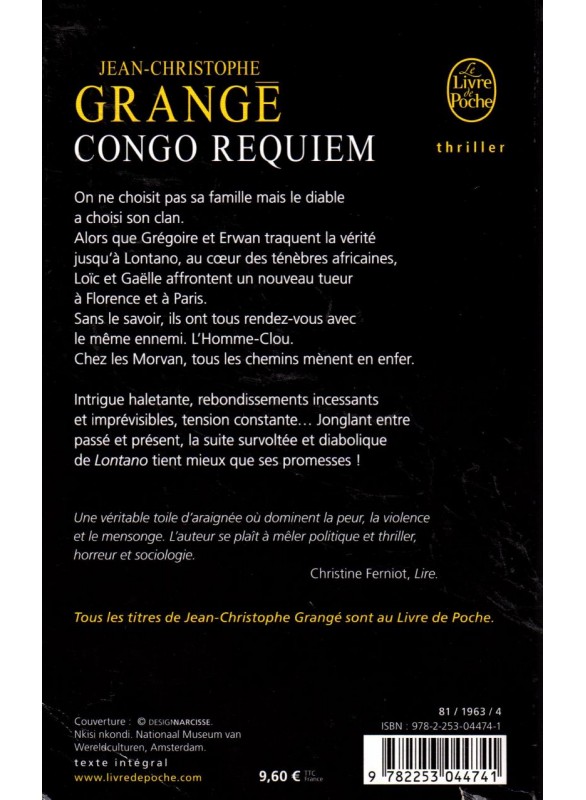 JEAN-CHRISTOPHE
GRANGĒ
CONGO REQUIEM
Le
Livre
de
Poche
thriller
On ne choisit pas sa famille mais le diable
a choisi son clan.
Alors que Grégoire et Erwan traquent la vérité
jusqu’à Lontano, au cœur des ténèbres africaines,
Loïc et Gaëlle affrontent un nouveau tueur
à Florence et à Paris.
Sans le savoir, ils ont tous rendez-vous avec
le même ennemi. L’Homme-Clou.
Chez les Morvan, tous les chemins mènent en enfer.
Intrigue haletante, rebondissements incessants
et imprévisibles, tension constante… Jonglant entre
passé et présent, la suite survoltée et diabolique
de Lontano tient mieux que ses promesses !
Une véritable toile d’araignée où dominent la peur, la violence
et le mensonge. L’auteur se plaît à mêler politique et thriller,
horreur et sociologie.
Christine Ferniot, Lire.
Tous les titres de Jean-Christophe Grangé sont au Livre de Poche.
81 / 1963 / 4
ISBN : 978-2-253-04474-1
Couverture : © DESIGNNARCISSE.
Nkisi nkondi. Nationaal Museum van
Wereldculturen, Amsterdam.
texte intégral
www.livredepoche.com
9,60 € TTC
France
9 782253 044741